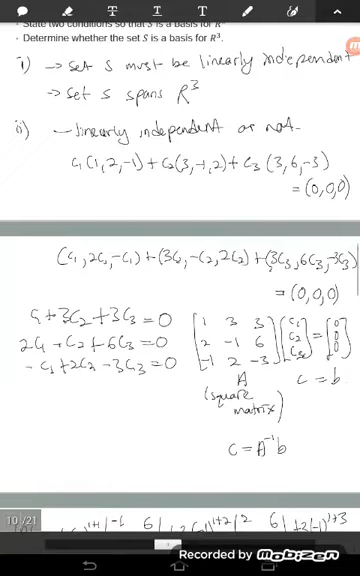 • State two conditions so that S is a basis for R³
• Determine whether the set S is a basis for R³.
i) → set S must be linearly independent
→ set S spans R³
ii) – linearly independent or not.
C₁(1,2,-1) + C₂(3,-1,2) + C₃(3,6,-3)
= (0,0,0)
(C₁, 2C₁, -C₁) + (3C₂, -C₂, 2C₂) + (3C₃, 6C₃, -3C₃)
= (0,0,0)
C₁ + 3C₂ + 3C₃ = 0 [1 3 3] [C₁] = [0]
2C₁ - C₂ + 6C₃ = 0 [2 -1 6] [C₂] [0]
-C₁ + 2C₂ - 3C₃ = 0 [-1 2 -3] [C₃] [0]
A C = b
(square
matrix)
C = A⁻¹b
10 /21
Recorded by Mobizen